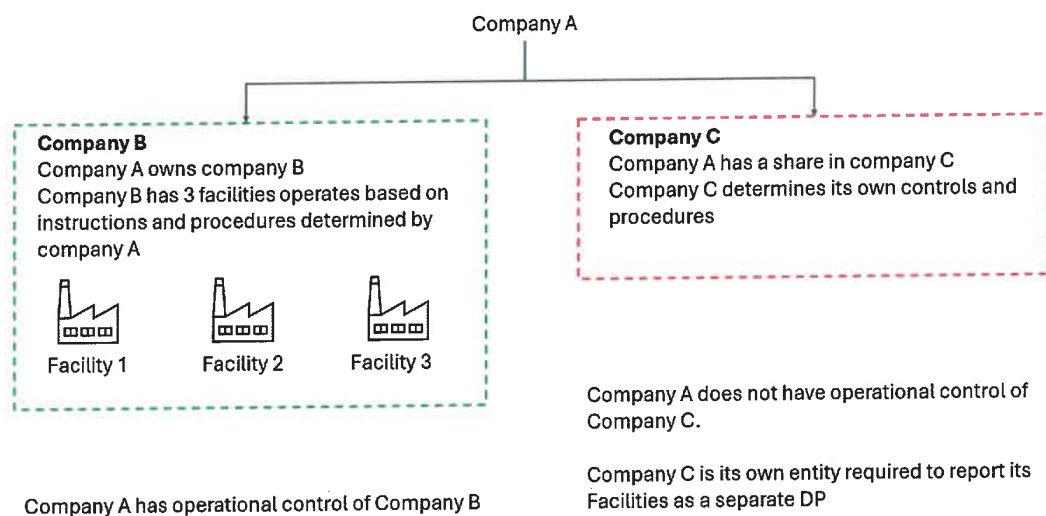 Company A
Company B
Company A owns company B
Company B has 3 facilities operates based on
instructions and procedures determined by
company A
Facility 1
Facility 2
Facility 3
Company A has operational control of Company B
Company C
Company A has a share in company C
Company C determines its own controls and
procedures
Company A does not have operational control of
Company C.
Company C is its own entity required to report its
Facilities as a separate DP